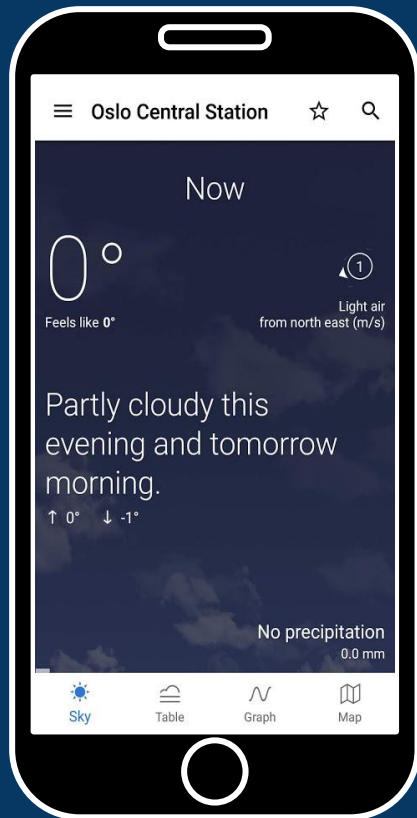 Oslo Central Station
Now
0°
1
Feels like 0°
Light air
from north east (m/s)
Partly cloudy this
evening and tomorrow
morning.
↑ 0° ↓ -1°
No precipitation
0.0 mm
Sky Table Graph Map